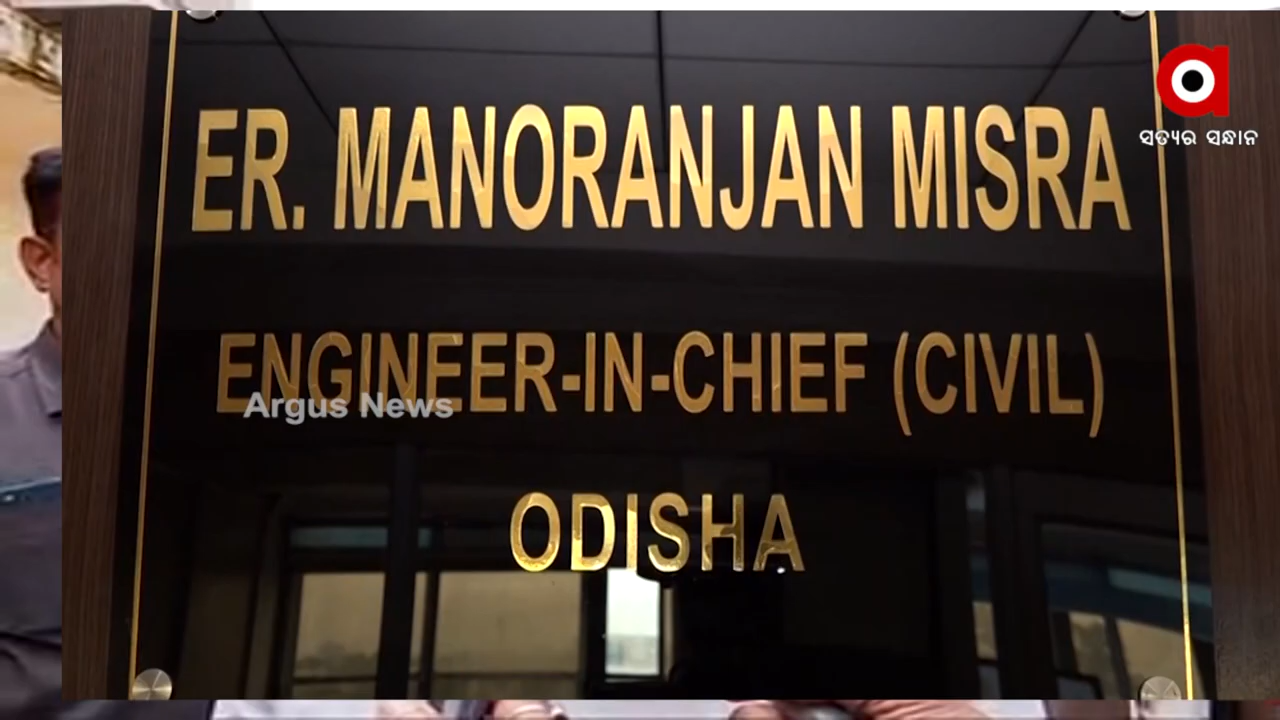 ER. MANORANJAN MISRA
ENGINEER-IN-CHIEF (CIVIL)
ODISHA
Argus News
a
ସତ୍ୟର ସନ୍ଧାନ